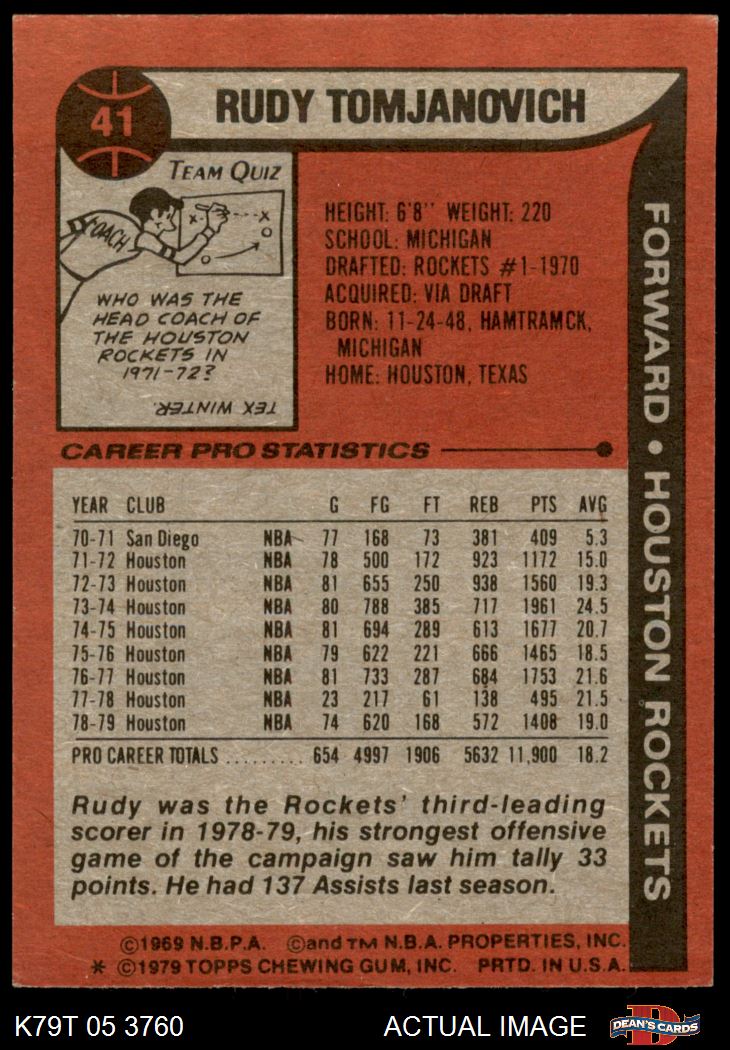 41
RUDY TOMJANOVICH
TEAM QUIZ
COACH
X X
O O
WHO WAS THE
HEAD COACH OF
THE HOUSTON
ROCKETS IN
1971-72?
TEX WINTER.
HEIGHT: 6'8" WEIGHT: 220
SCHOOL: MICHIGAN
DRAFTED: ROCKETS #1-1970
ACQUIRED: VIA DRAFT
BORN: 11-24-48, HAMTRAMCK,
MICHIGAN
HOME: HOUSTON, TEXAS
FORWARD • HOUSTON ROCKETS
CAREER PRO STATISTICS
YEAR CLUB G FG FT REB PTS AVG
70-71 San Diego NBA 77 168 73 381 409 5.3
71-72 Houston NBA 78 500 172 923 1172 15.0
72-73 Houston NBA 81 655 250 938 1560 19.3
73-74 Houston NBA 80 788 385 717 1961 24.5
74-75 Houston NBA 81 694 289 613 1677 20.7
75-76 Houston NBA 79 622 221 666 1465 18.5
76-77 Houston NBA 81 733 287 684 1753 21.6
77-78 Houston NBA 23 217 61 138 495 21.5
78-79 Houston NBA 74 620 168 572 1408 19.0
PRO CAREER TOTALS ......... 654 4997 1906 5632 11,900 18.2
Rudy was the Rockets' third-leading
scorer in 1978-79, his strongest offensive
game of the campaign saw him tally 33
points. He had 137 Assists last season.
©1969 N.B.P.A. ©and TM N.B.A. PROPERTIES, INC.
* ©1979 TOPPS CHEWING GUM, INC. PRTD. IN U.S.A.
K79T 05 3760 ACTUAL IMAGE
D
DEAN'S CARDS